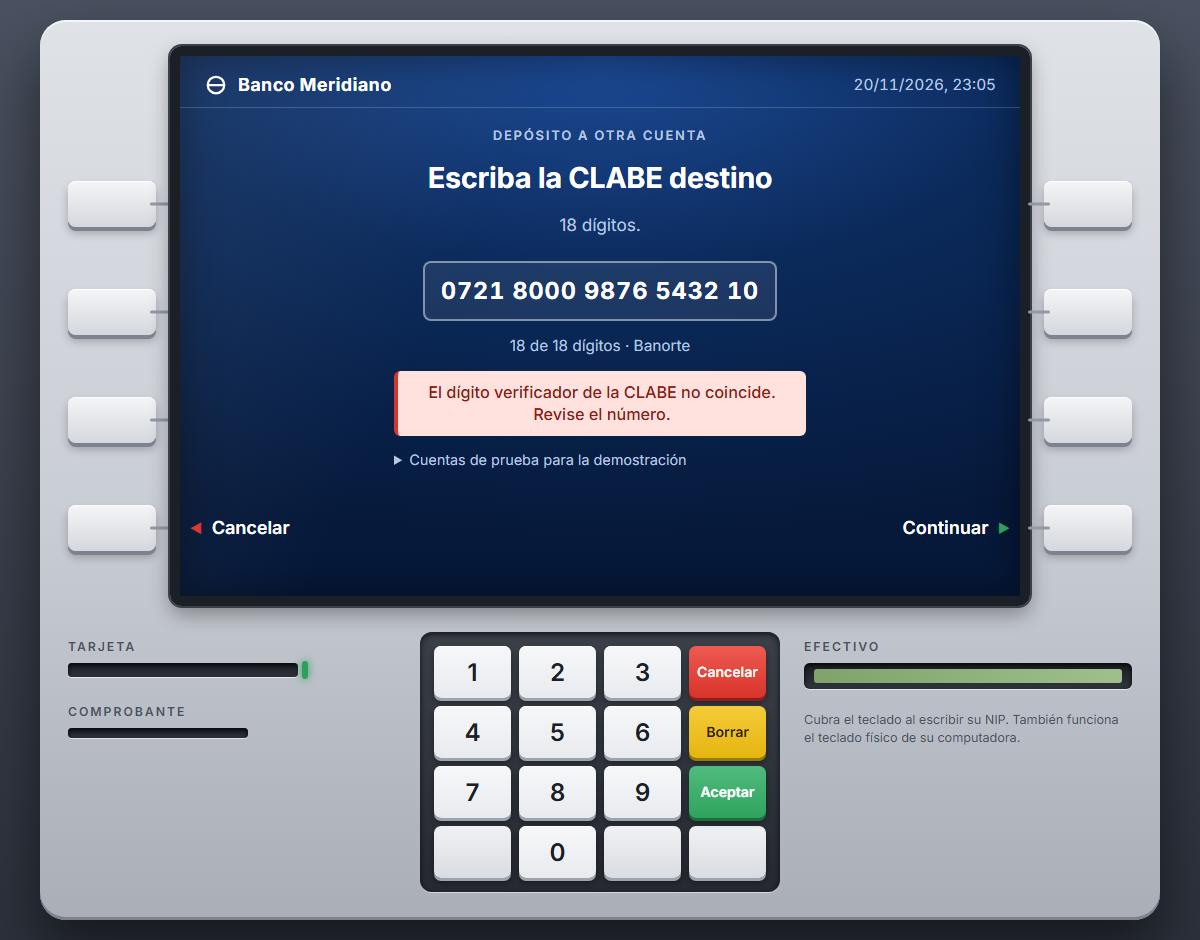 Banco Meridiano
20/11/2026, 23:05
DEPÓSITO A OTRA CUENTA
Escriba la CLABE destino
18 dígitos.
0721 8000 9876 5432 10
18 de 18 dígitos · Banorte
El dígito verificador de la CLABE no coincide.
Revise el número.
Cuentas de prueba para la demostración
Cancelar
Continuar
TARJETA
COMPROBANTE
1 2 3 Cancelar
4 5 6 Borrar
7 8 9 Aceptar
0
EFECTIVO
Cubra el teclado al escribir su NIP. También funciona
el teclado físico de su computadora.